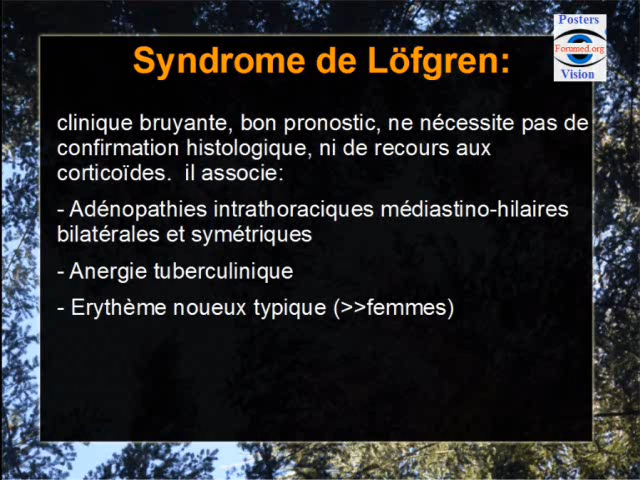 Posters
Forumed.org
Vision
Syndrome de Löfgren:
clinique bruyante, bon pronostic, ne nécessite pas de
confirmation histologique, ni de recours aux
corticoïdes.  il associe:
- Adénopathies intrathoraciques médiastino-hilaires
bilatérales et symétriques
- Anergie tuberculinique
- Erythème noueux typique (>>femmes)